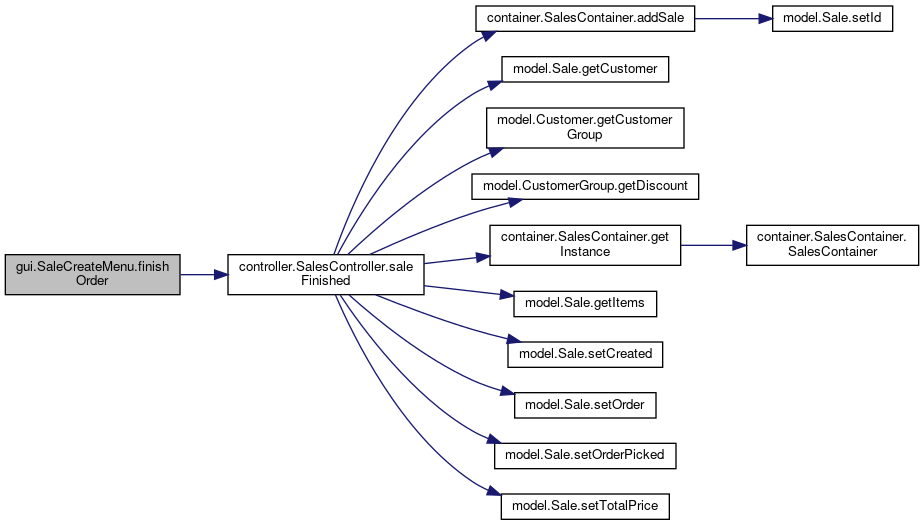 gui.SaleCreateMenu.finish
Order
controller.SalesController.sale
Finished
container.SalesContainer.addSale
model.Sale.setId
model.Sale.getCustomer
model.Customer.getCustomer
Group
model.CustomerGroup.getDiscount
container.SalesContainer.get
Instance
container.SalesContainer.
SalesContainer
model.Sale.getItems
model.Sale.setCreated
model.Sale.setOrder
model.Sale.setOrderPicked
model.Sale.setTotalPrice